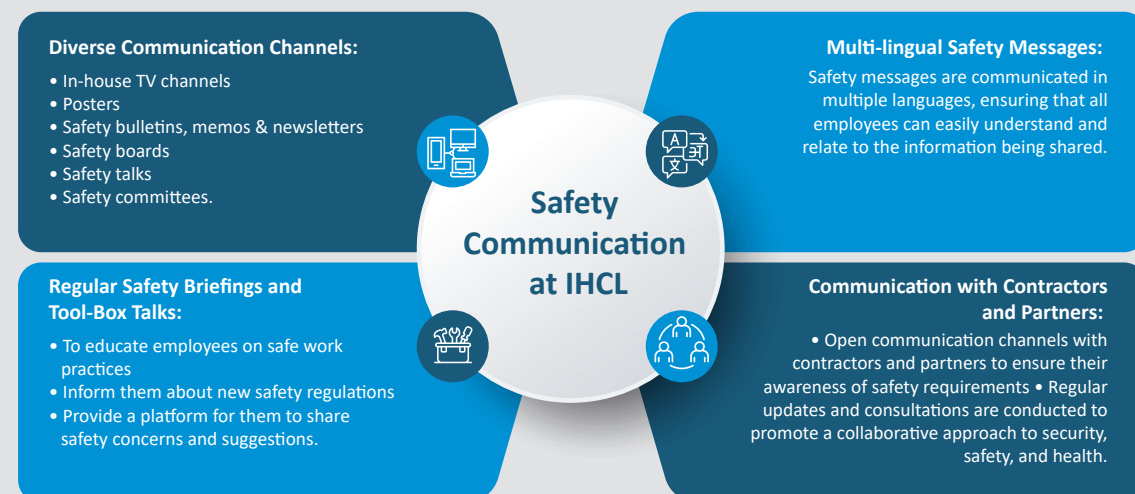 Diverse Communication Channels:
• In-house TV channels
• Posters
• Safety bulletins, memos & newsletters
• Safety boards
• Safety talks
• Safety committees.
Multi-lingual Safety Messages:
Safety messages are communicated in
multiple languages, ensuring that all
employees can easily understand and
relate to the information being shared.
A
अ
文
Safety
Communication
at IHCL
Regular Safety Briefings and
Tool-Box Talks:
• To educate employees on safe work
practices
• Inform them about new safety regulations
• Provide a platform for them to share
safety concerns and suggestions.
Communication with Contractors
and Partners:
• Open communication channels with
contractors and partners to ensure their
awareness of safety requirements • Regular
updates and consultations are conducted to
promote a collaborative approach to security,
safety, and health.